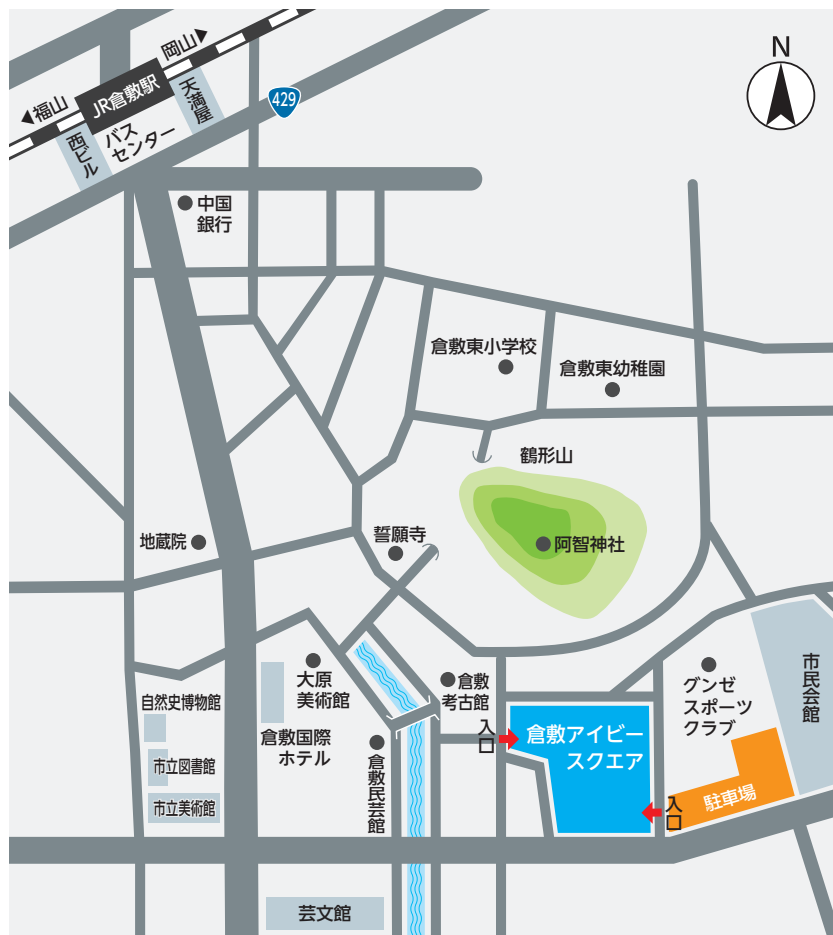 N
岡山▶
◀福山
JR倉敷駅
天満屋
西ビル
バス
センター
429
中国
銀行
倉敷東小学校
倉敷東幼稚園
鶴形山
阿智神社
地蔵院
誓願寺
大原
美術館
倉敷
考古館
自然史博物館
倉敷国際
ホテル
市立図書館
市立美術館
倉敷民芸館
入口
倉敷アイビー
スクエア
グンゼ
スポーツ
クラブ
市民会館
駐車場
入口
芸文館